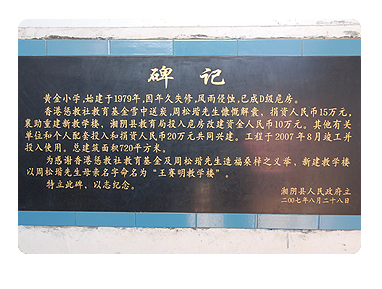 碑记
黄金小学,始建于1979年,因年久失修,风雨侵蚀,已成D级危房。
香港慈教社教育基金雪中送炭,周松瑎先生慷慨解囊。捐资人民币15万元,
襄助重建新教学楼。湘阴县教育局投入危房改建资金人民币10万元。其他有关
单位和个人配套投入和捐资人民币20万元共同兴建。工程于2007年8月竣工并
投入使用。总建筑面积720平方米。
为感谢香港慈教社教育基金及周松瑎先生造福桑梓之义举,新建教学楼
以周松瑎先生母亲名字命名为“王赛明教学楼”。
特立此碑,以志纪念。
湘阴县人民政府立
二00七年八月二十八日